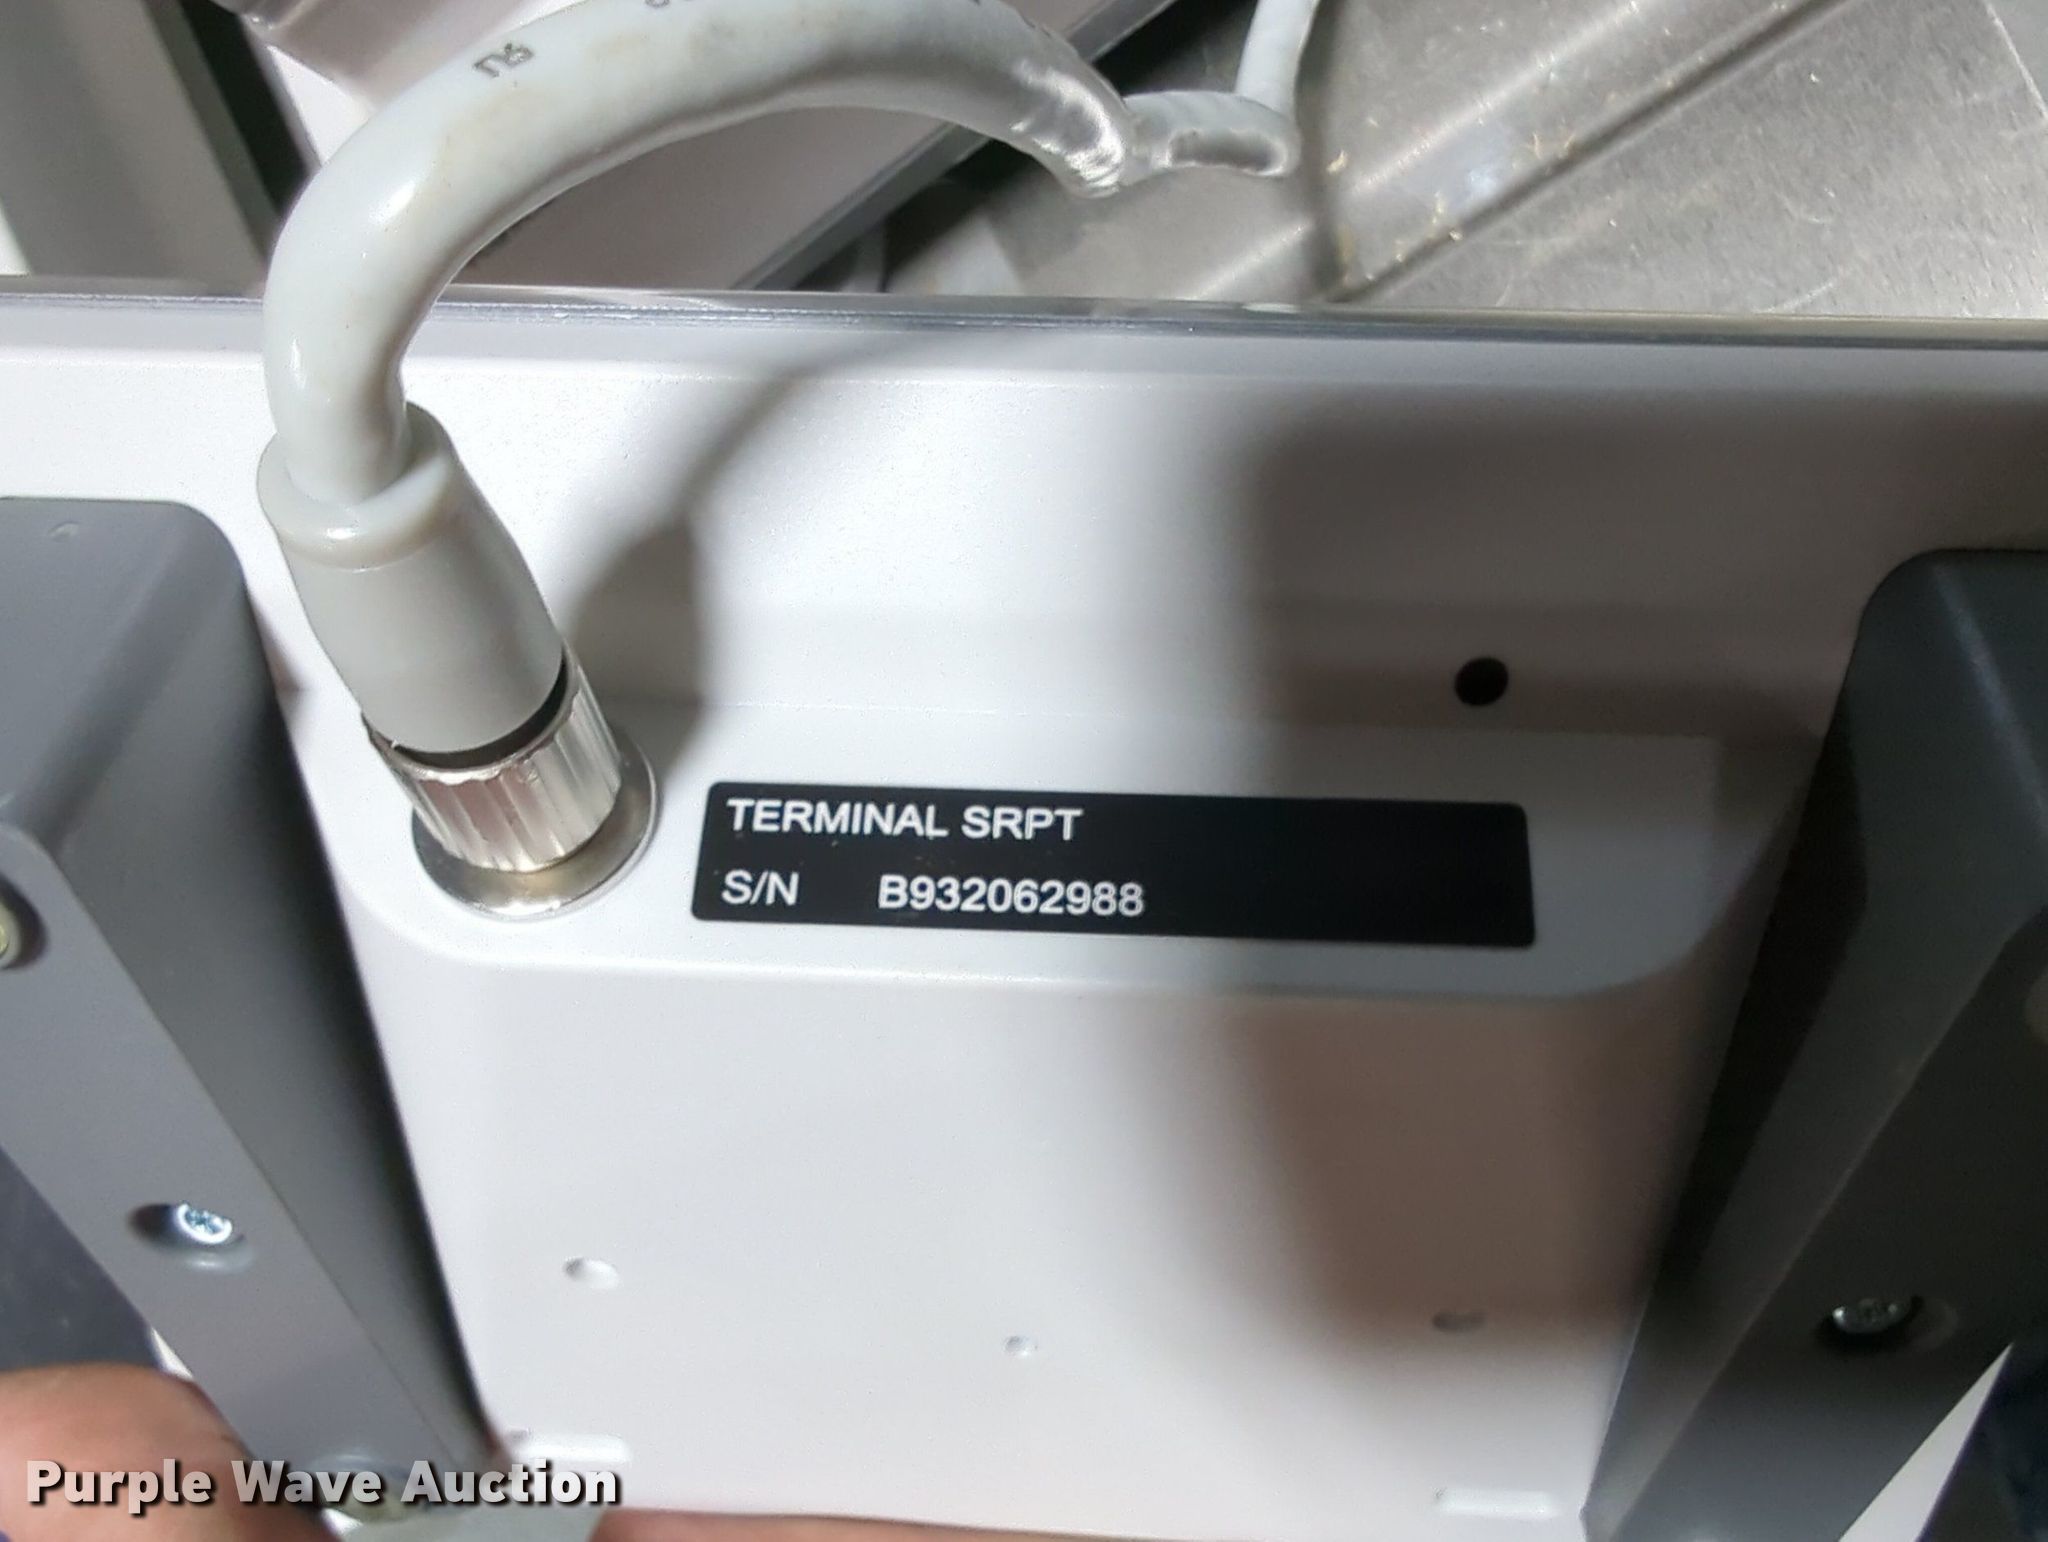 TERMINAL SRPT
S/N B932062988
Purple Wave Auction